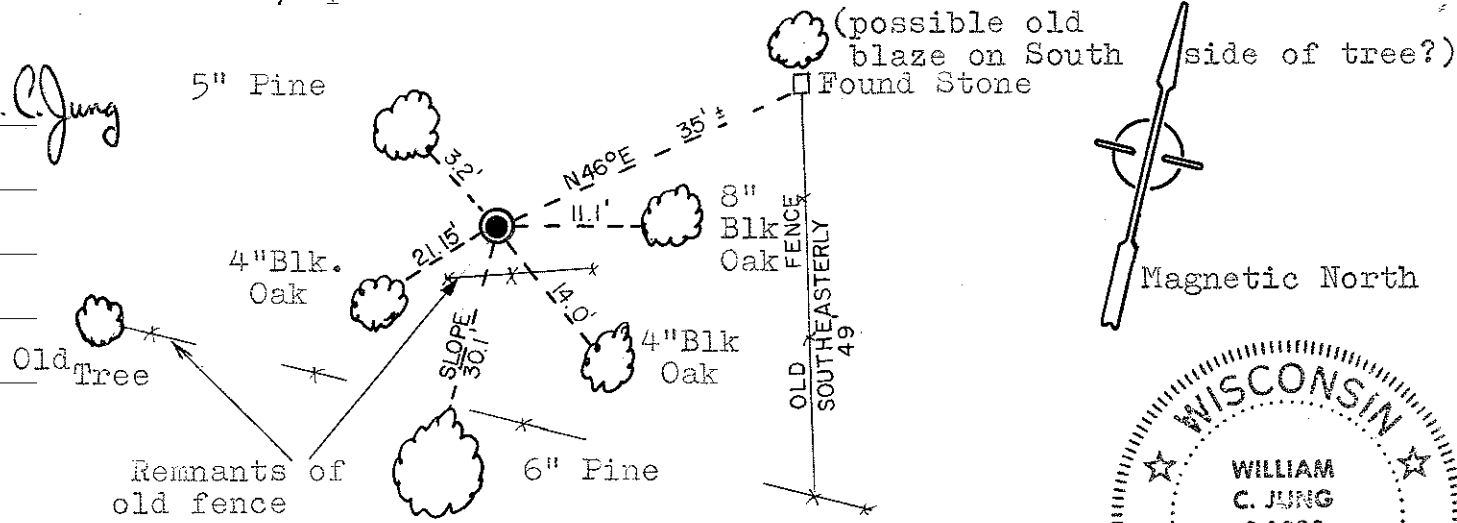 (possible old
blaze on South side of tree?)
Found Stone
.C.Jung
5" Pine
3.2'
N46°E 35'±
11.1'
8"
Blk
Oak
21.15'
4"Blk.
Oak
14.0'
4"Blk
Oak
SLOPE
30.1'
OLD FENCE
SOUTHEASTERLY
49
Magnetic North
Old Tree
Remnants of
old fence
6" Pine
WISCONSIN
WILLIAM
C. JUNG